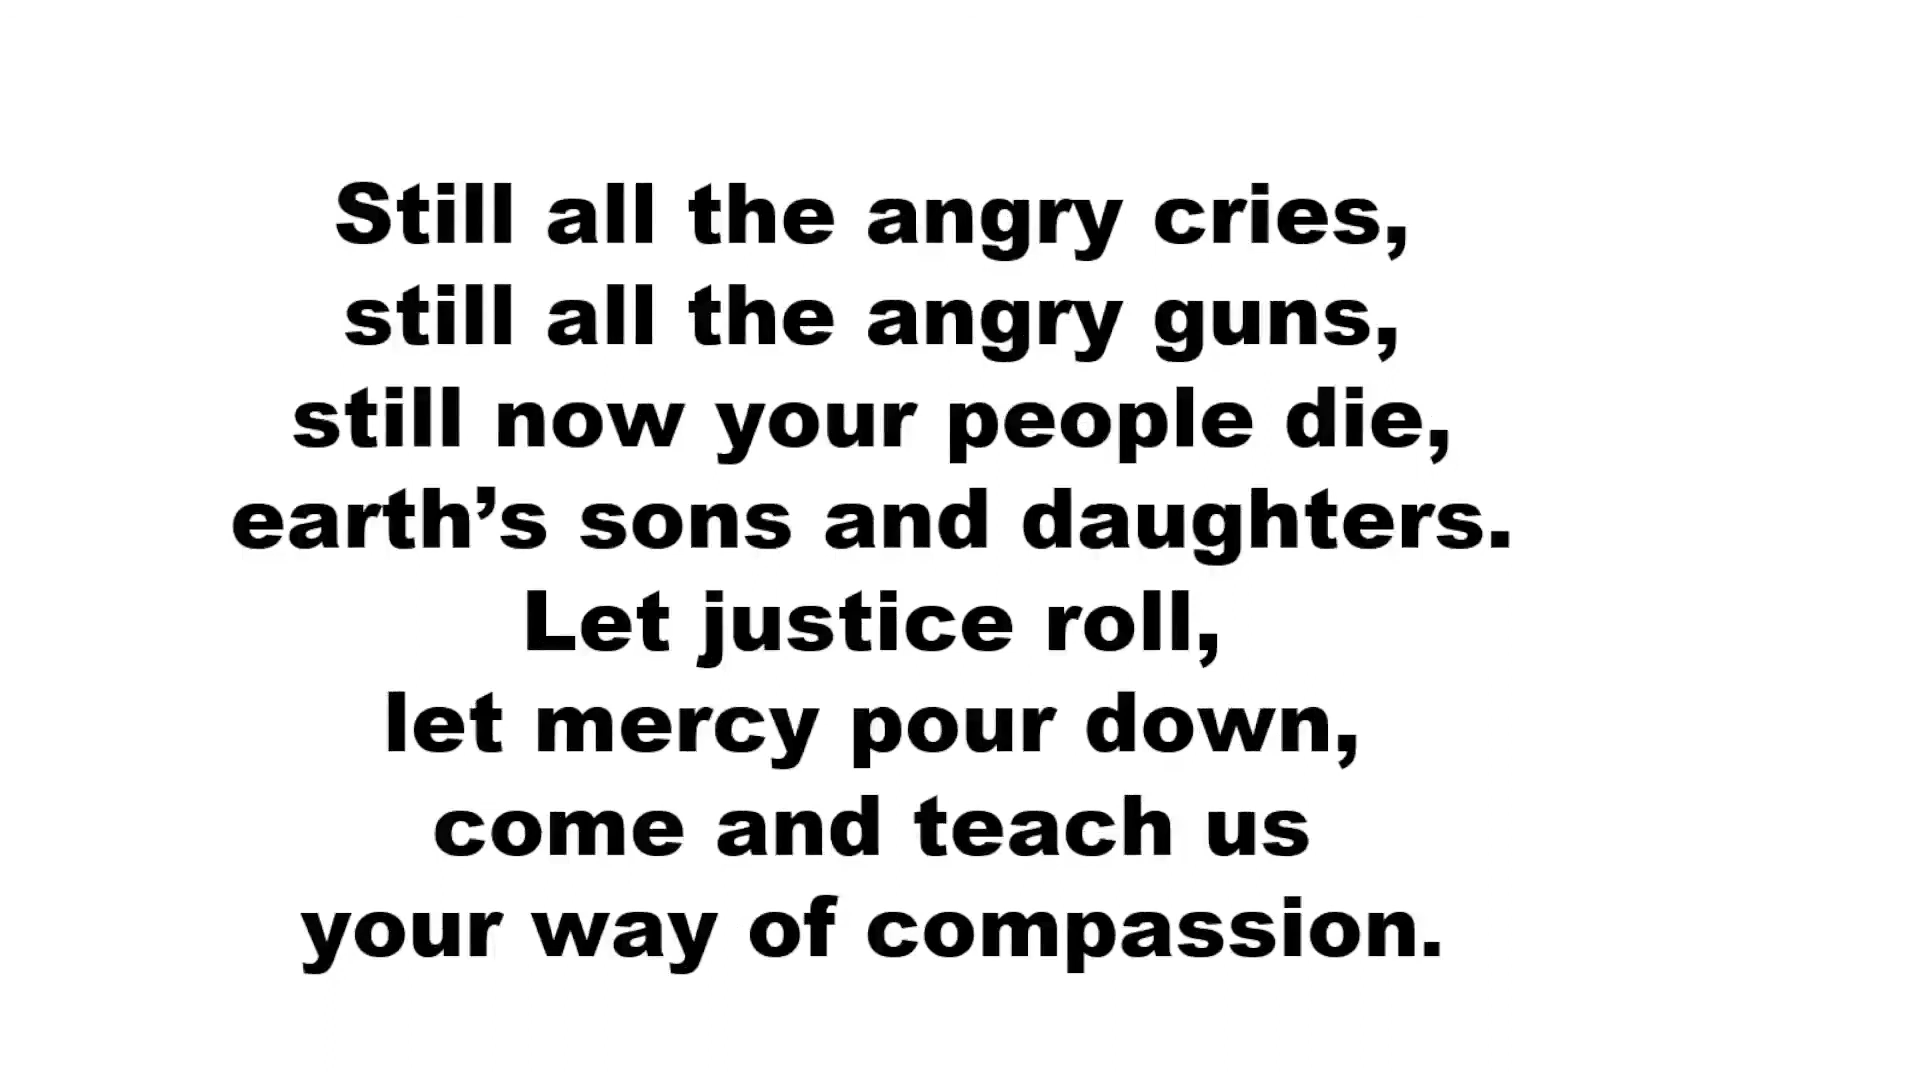 Still all the angry cries,
still all the angry guns,
still now your people die,
earth’s sons and daughters.
Let justice roll,
let mercy pour down,
come and teach us
your way of compassion.